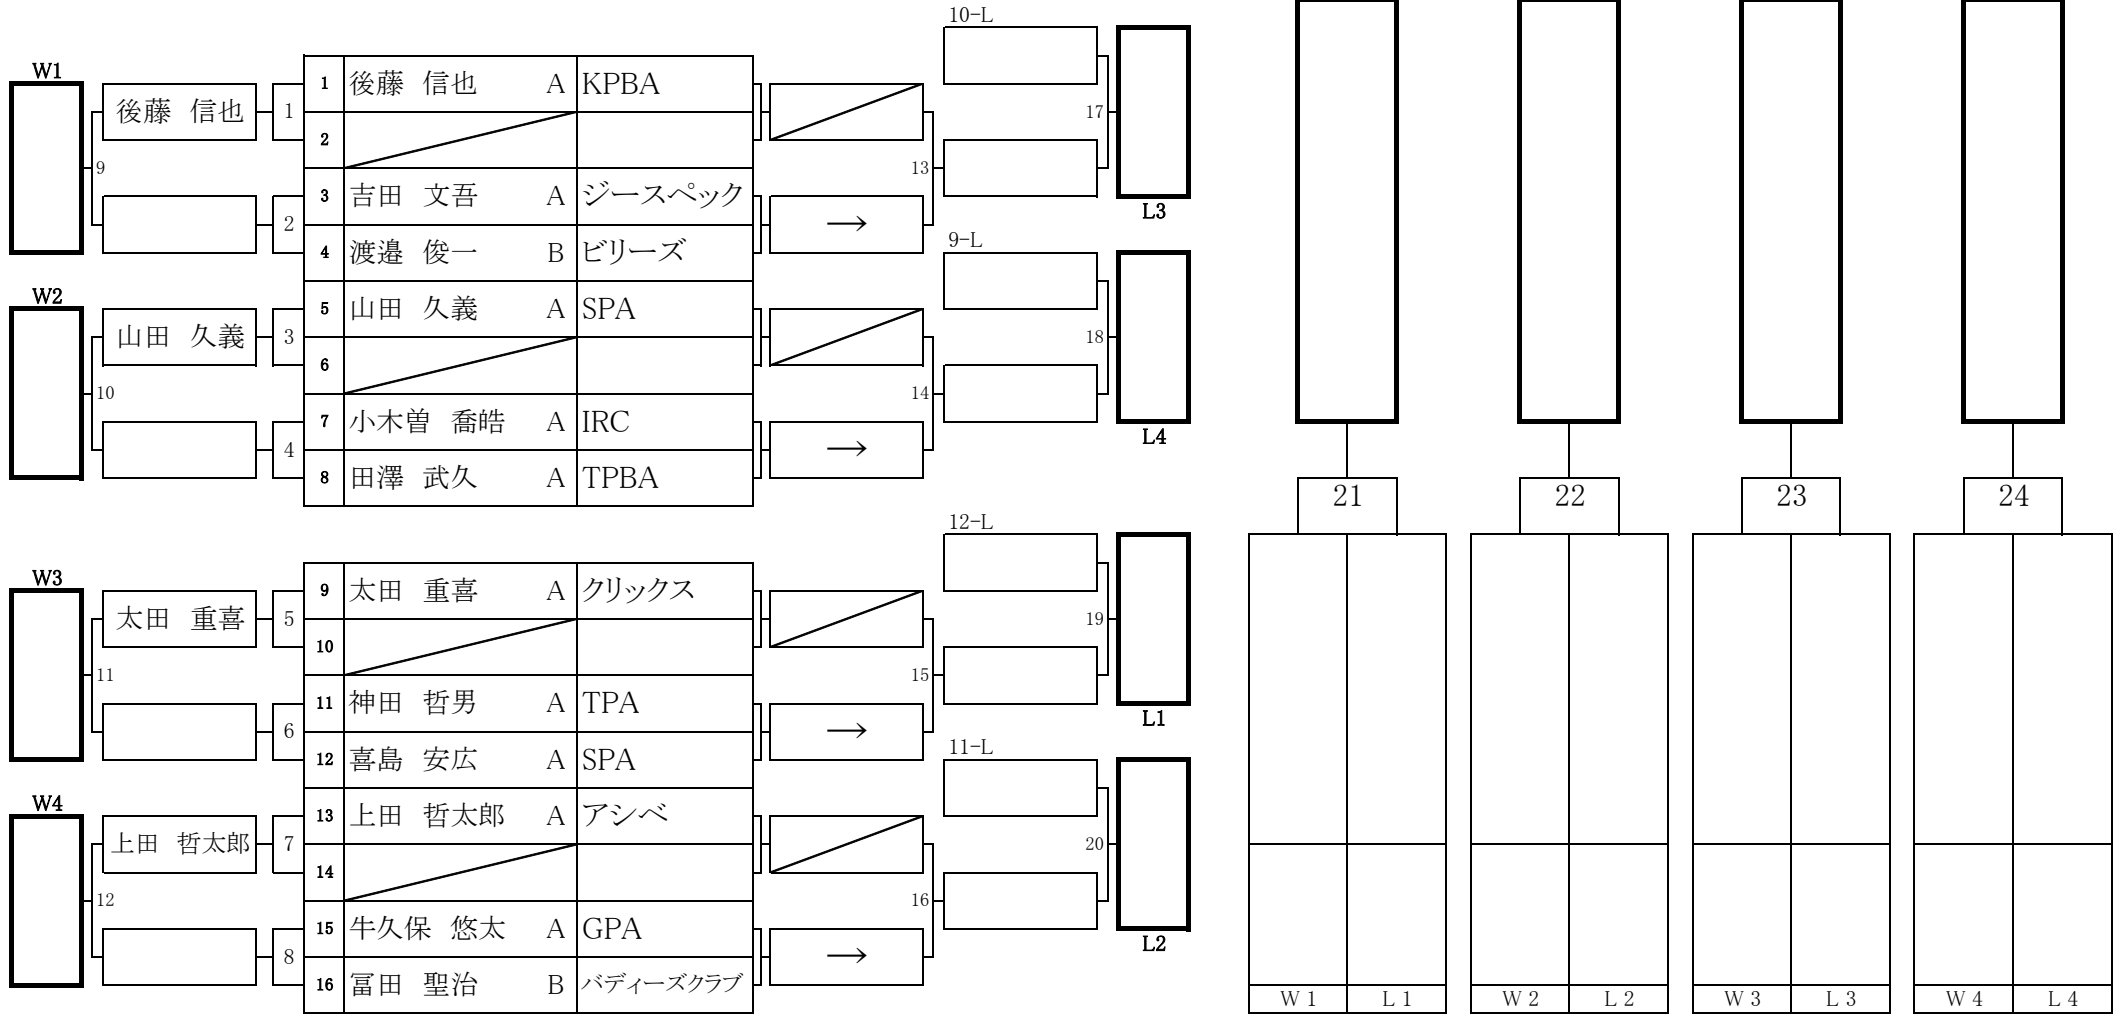 10-L
W1
1 後藤 信也 A KPBA
後藤 信也 1
17
2
9
13
3 吉田 文吾 A ジースペック
L3
2
→
9-L
4 渡邉 俊一 B ビリーズ
W2
5 山田 久義 A SPA
山田 久義 3
18
6
10
14
7 小木曽 喬皓 A IRC
L4
4
→
8 田澤 武久 A TPBA
21 22 23 24
12-L
W3
9 太田 重喜 A クリックス
太田 重喜 5
19
10
11
15
11 神田 哲男 A TPA
L1
6
→
11-L
12 喜島 安広 A SPA
W4
13 上田 哲太郎 A アシベ
上田 哲太郎 7
20
14
12
16
15 牛久保 悠太 A GPA
L2
8
→
16 冨田 聖治 B バディーズクラブ
W 1 L 1 W 2 L 2 W 3 L 3 W 4 L 4